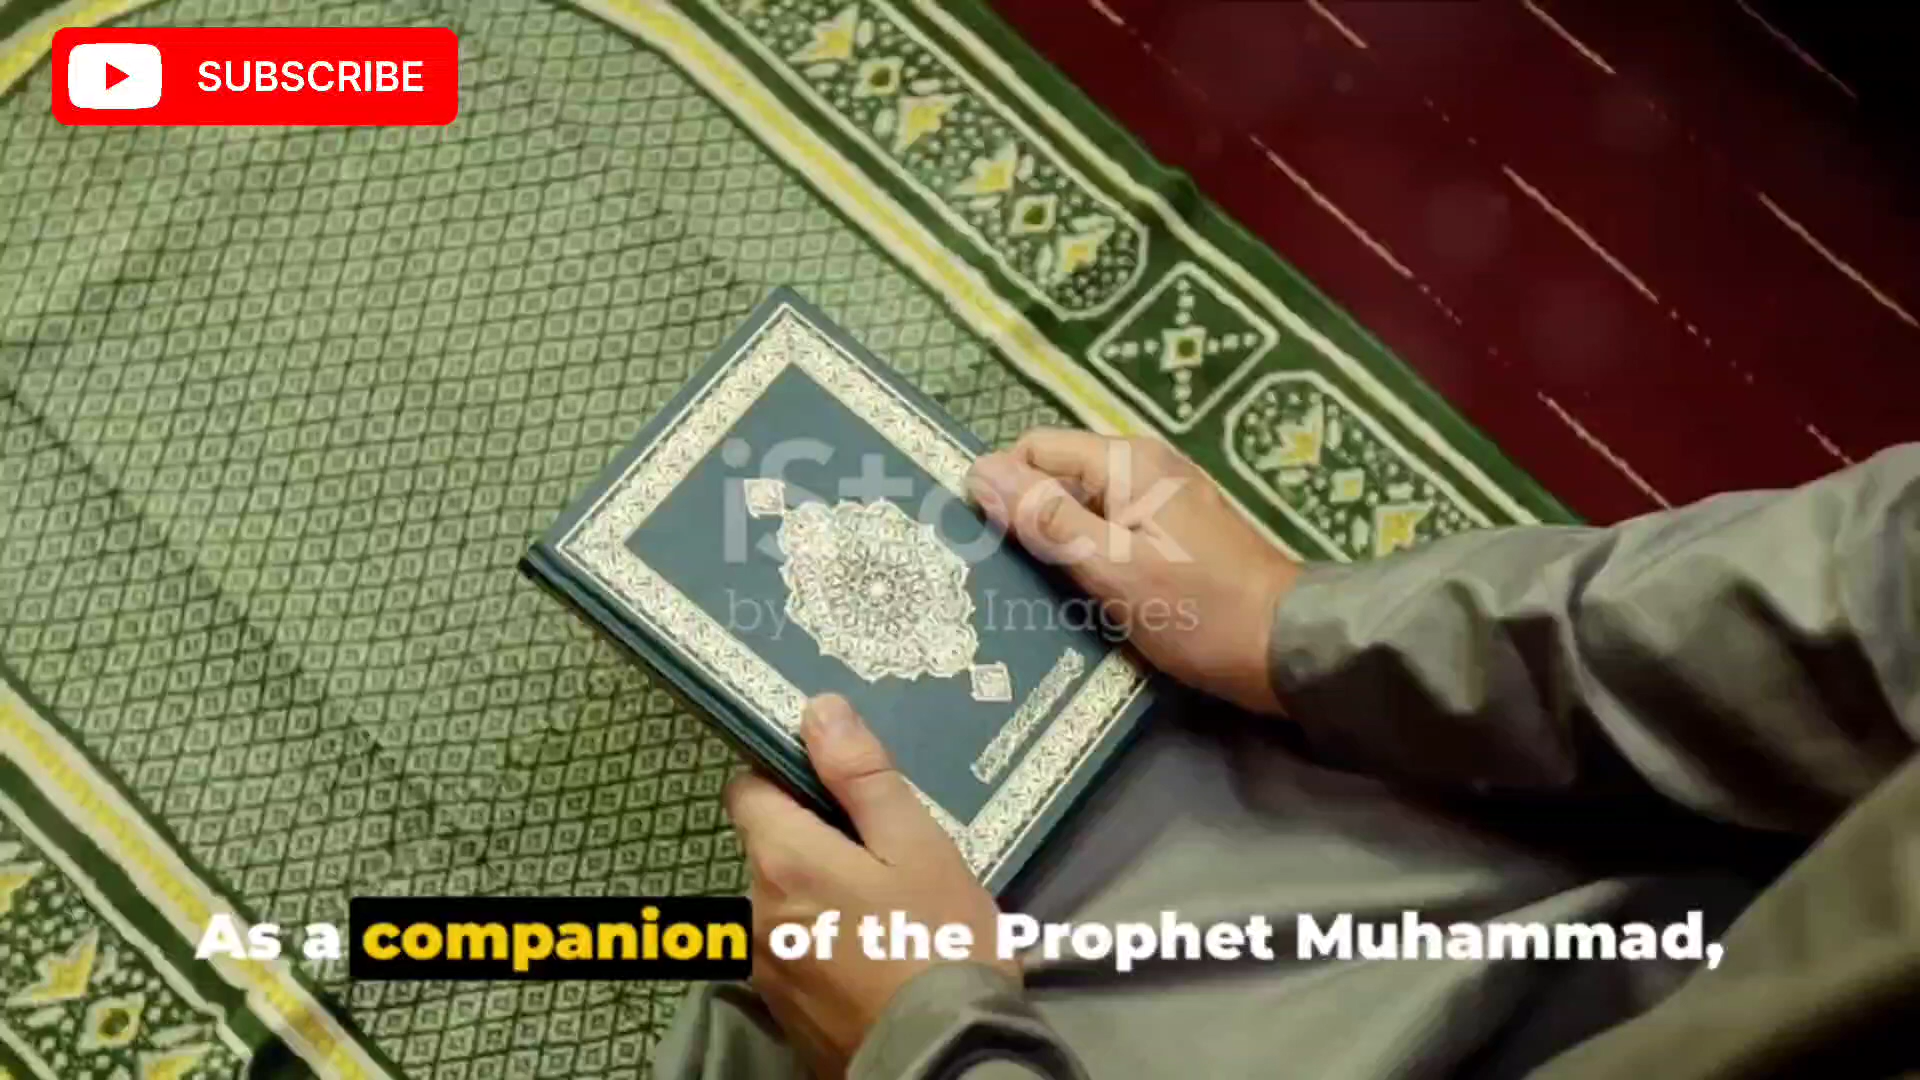 SUBSCRIBE
iStock
by Getty Images
As a companion of the Prophet Muhammad,